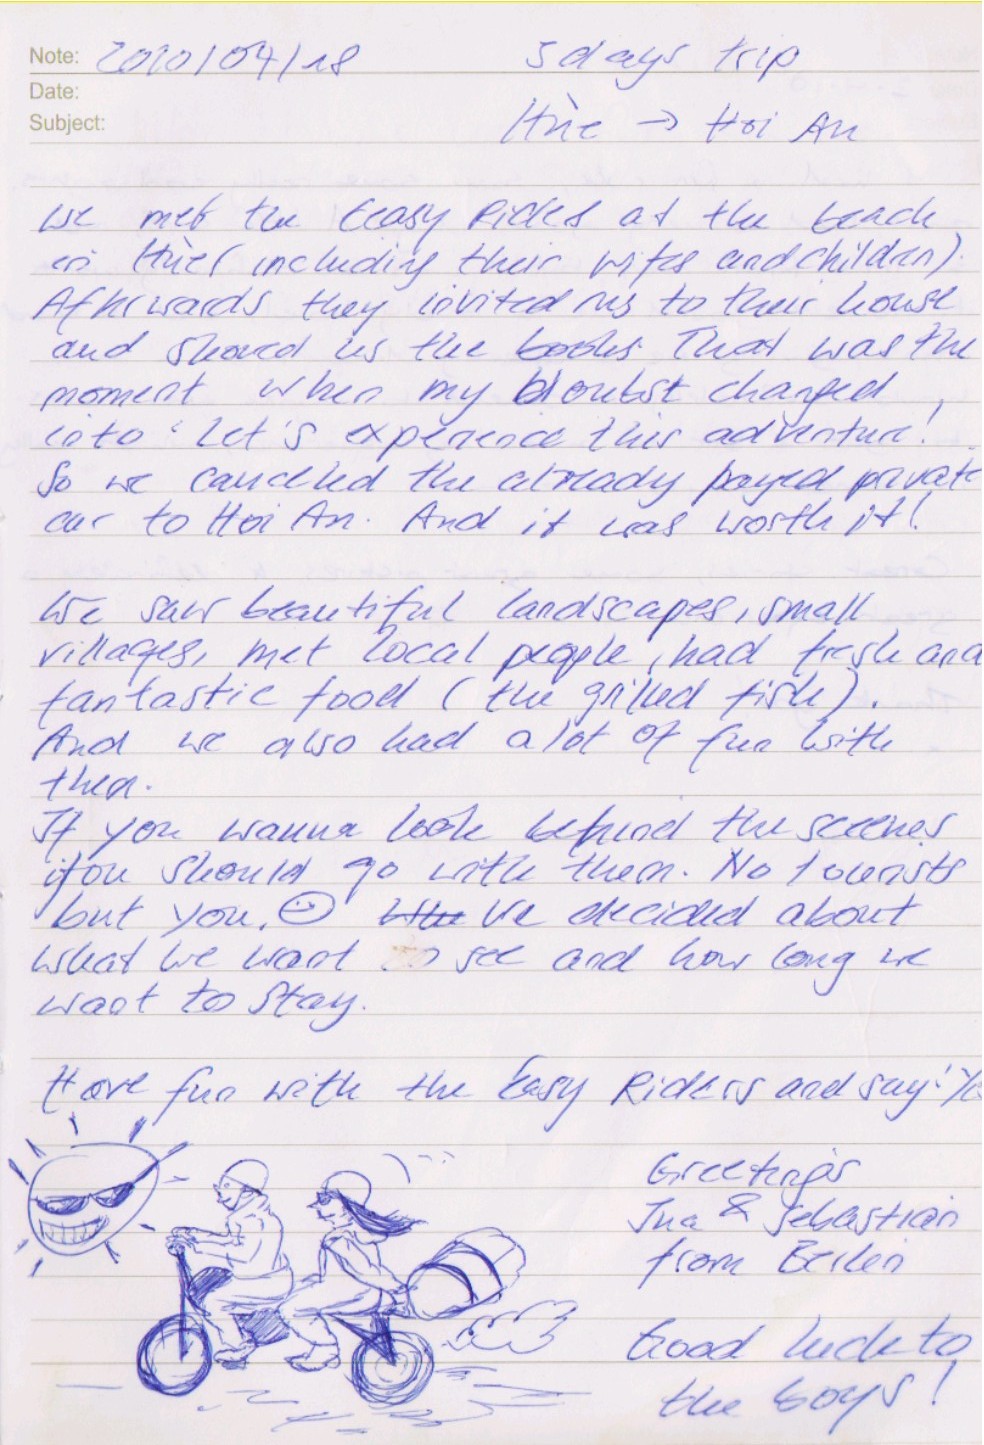 Note: 2010/04/18 3 days trip
Date:
Subject: Hùe → Hoi An
We met the Easy Rides at the beach
in Hùe (including their wifes and children).
Afterwards they invited us to their house
and showed us the books. That was the
moment when my doubst changed
into: Let's experience this adventure!
So we cancelled the already payed private
car to Hoi An. And it was worth it!
We saw beautiful landscapes, small
villages, met local people, had fresh and
fantastic food (the grilled fish).
And we also had a lot of fun with
them.
If you wanna look behind the scenes
you should go with them. No tourists
but you. ☺ We decided about
what we want to see and how long we
want to stay.
Have fun with the Easy Riders and say:
Greetings
Ina & Sebastian
from Berlin
Good luck to
the boys!